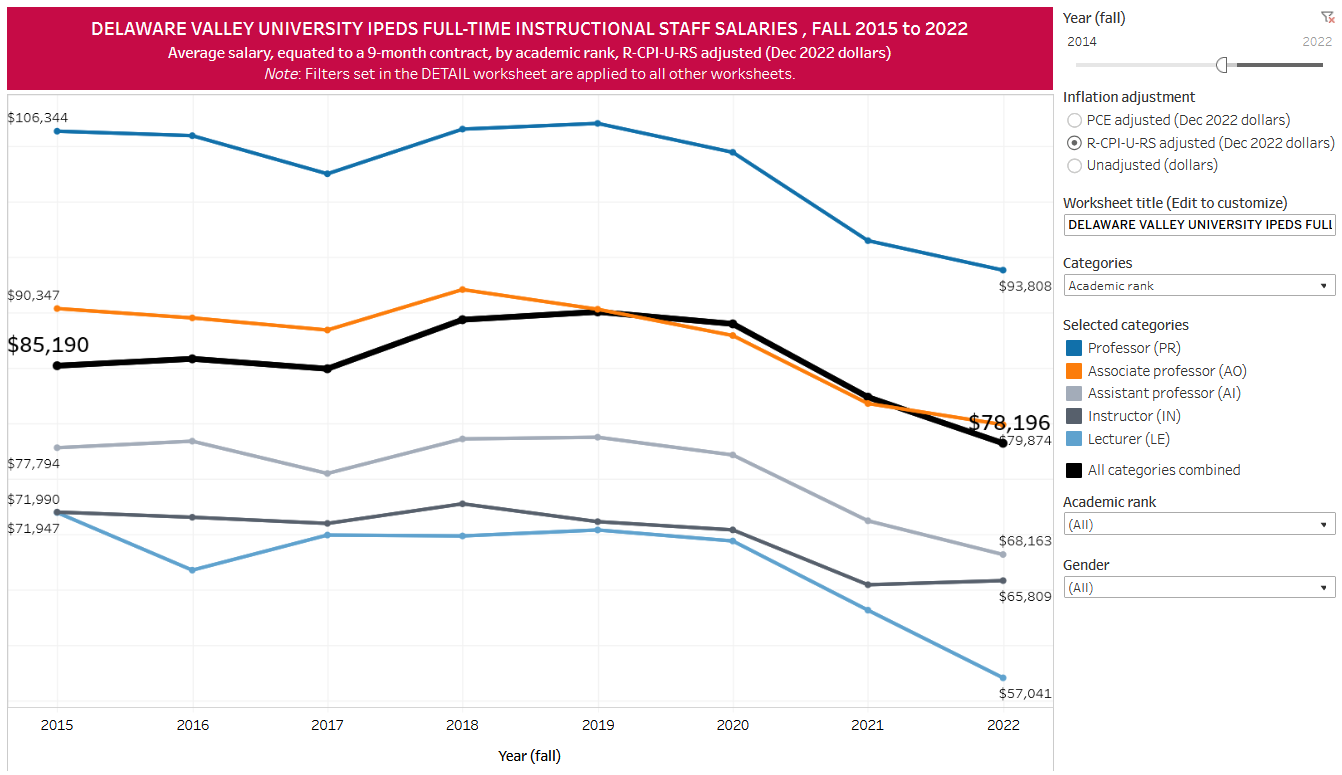 DELAWARE VALLEY UNIVERSITY IPEDS FULL-TIME INSTRUCTIONAL STAFF SALARIES , FALL 2015 to 2022
Average salary, equated to a 9-month contract, by academic rank, R-CPI-U-RS adjusted (Dec 2022 dollars)
Note: Filters set in the DETAIL worksheet are applied to all other worksheets.
$106,344
$90,347
$85,190
$77,794
$71,990
$71,947
$93,808
$78,196
$79,874
$68,163
$65,809
$57,041
2015 2016 2017 2018 2019 2020 2021 2022
Year (fall)
Year (fall)
2014 2022
Inflation adjustment
PCE adjusted (Dec 2022 dollars)
R-CPI-U-RS adjusted (Dec 2022 dollars)
Unadjusted (dollars)
Worksheet title (Edit to customize)
DELAWARE VALLEY UNIVERSITY IPEDS FULL
Categories
Academic rank
Selected categories
Professor (PR)
Associate professor (AO)
Assistant professor (AI)
Instructor (IN)
Lecturer (LE)
All categories combined
Academic rank
(All)
Gender
(All)